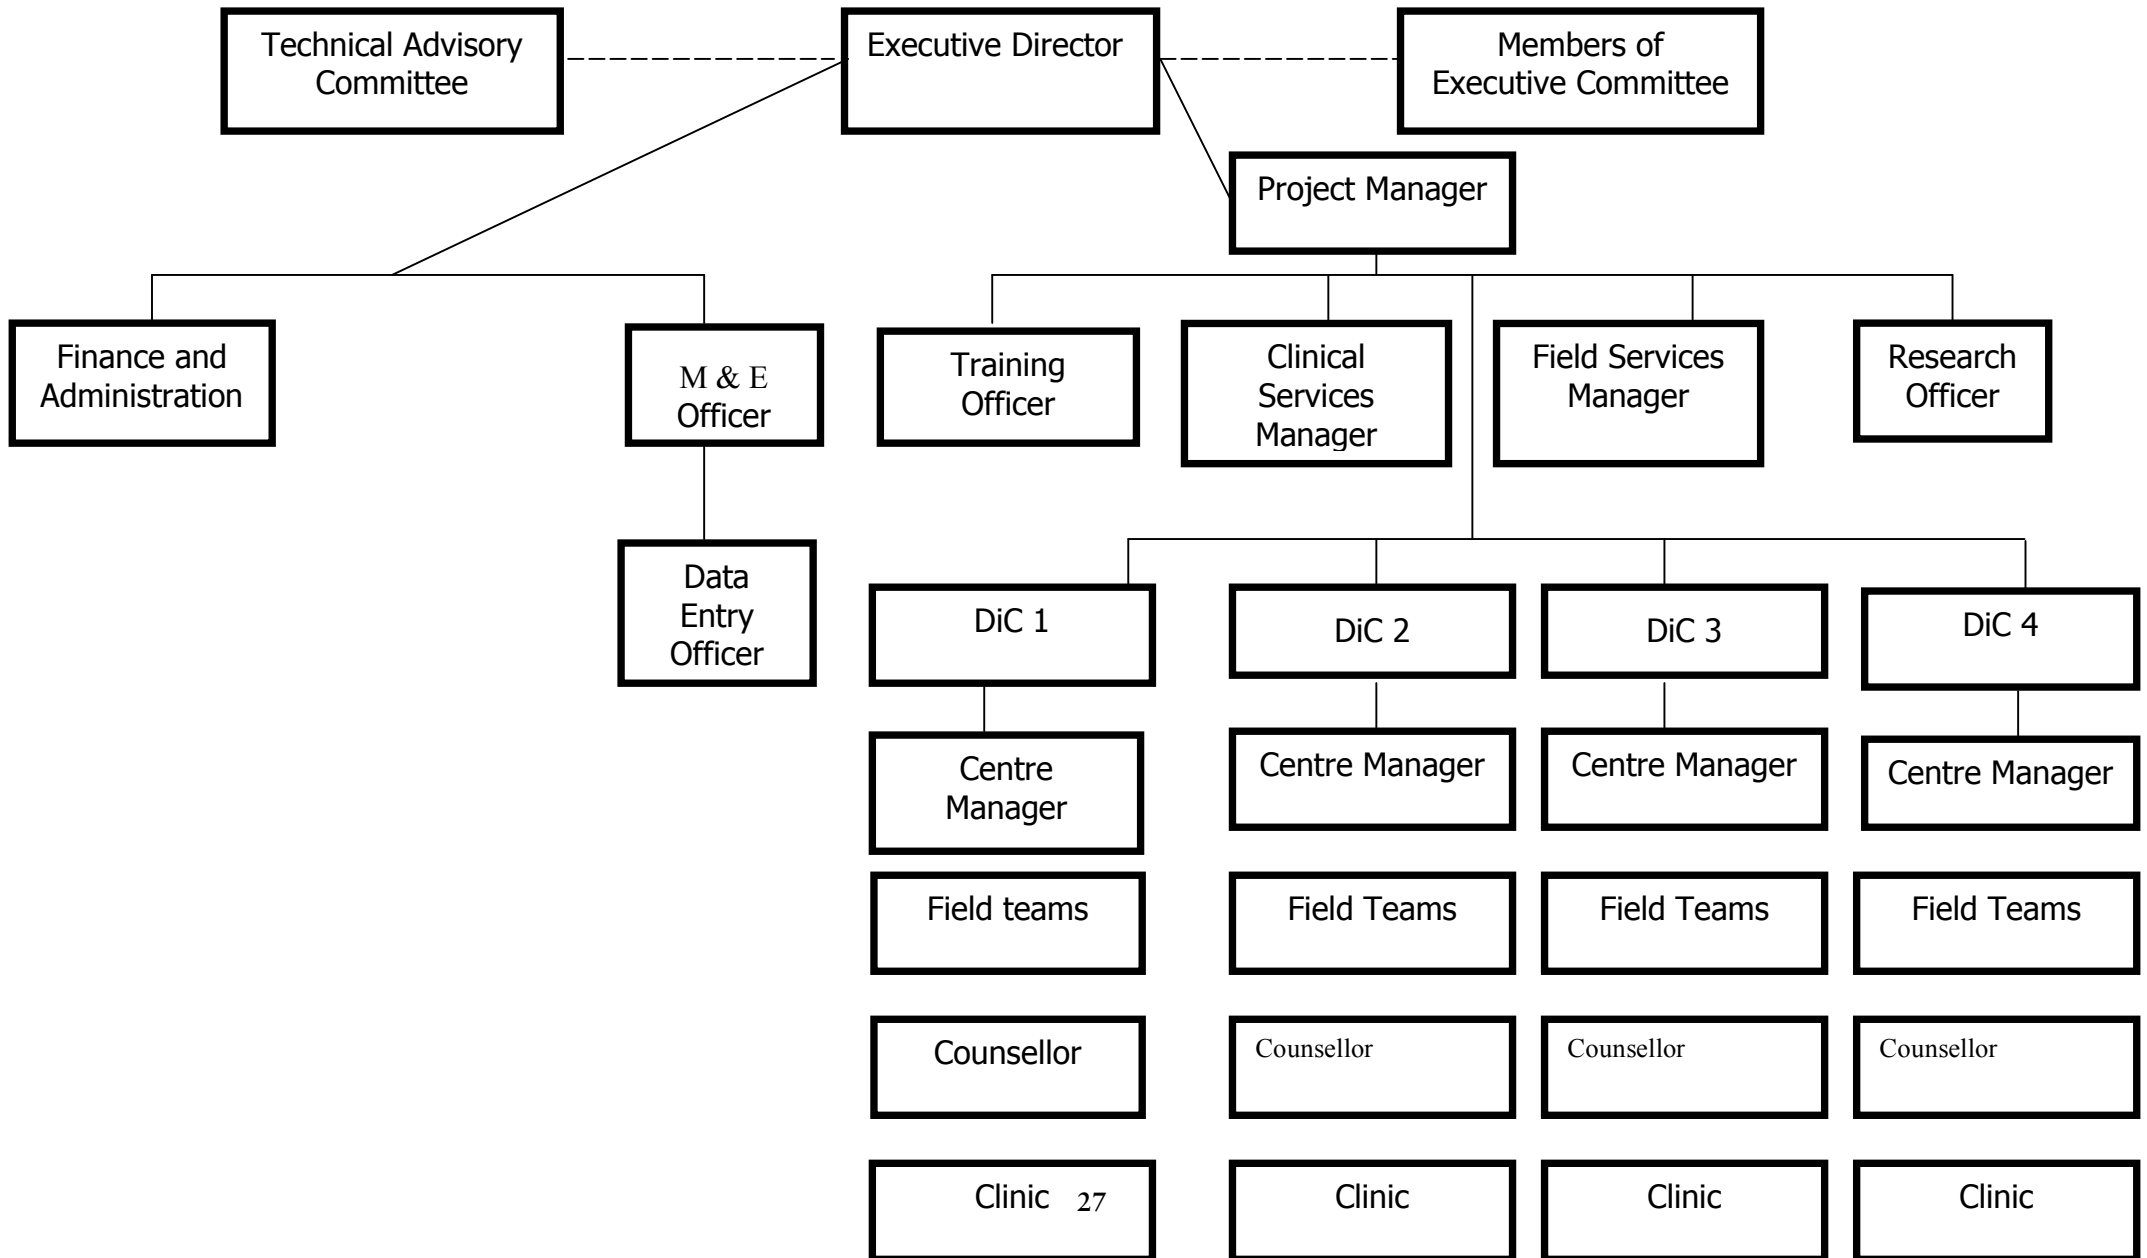 Technical Advisory
Committee
Executive Director
Members of
Executive Committee
Project Manager
Finance and
Administration
M & E
Officer
Training
Officer
Clinical
Services
Manager
Field Services
Manager
Research
Officer
Data
Entry
Officer
DiC 1
DiC 2
DiC 3
DiC 4
Centre
Manager
Centre Manager
Centre Manager
Centre Manager
Field teams
Field Teams
Field Teams
Field Teams
Counsellor
Counsellor
Counsellor
Counsellor
Clinic
27
Clinic
Clinic
Clinic